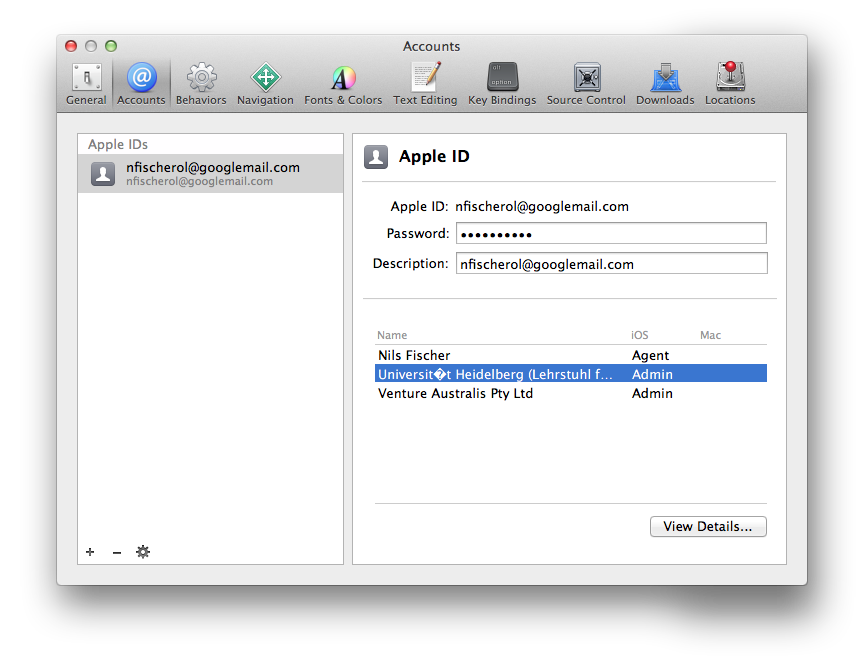 Accounts
General Accounts Behaviors Navigation Fonts & Colors Text Editing Key Bindings Source Control Downloads Locations
Apple IDs
nfischerol@googlemail.com
nfischerol@googlemail.com
Apple ID
Apple ID: nfischerol@googlemail.com
Password: ••••••••••
Description: nfischerol@googlemail.com
Name iOS Mac
Nils Fischer Agent
Universit�t Heidelberg (Lehrstuhl f... Admin
Venture Australis Pty Ltd Admin
View Details...